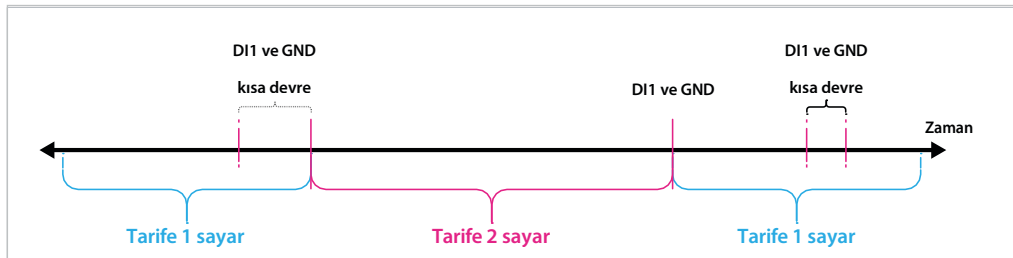 DI1 ve GND
kısa devre
DI1 ve GND
DI1 ve GND
kısa devre
Zaman
Tarife 1 sayar
Tarife 2 sayar
Tarife 1 sayar